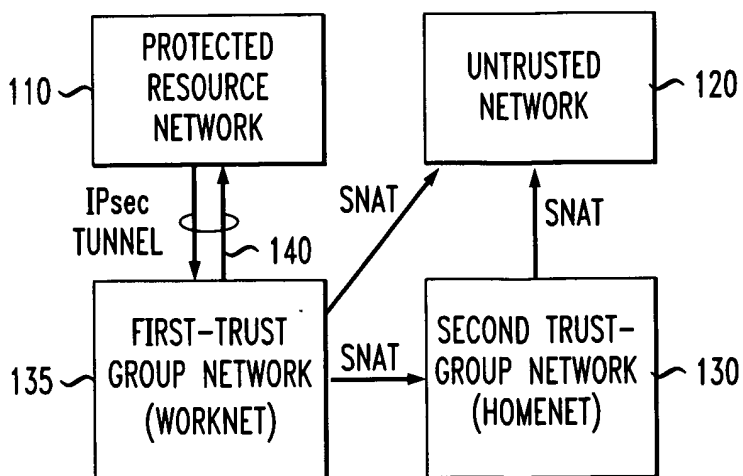 PROTECTED
RESOURCE
NETWORK
110
UNTRUSTED
NETWORK
120
IPsec
TUNNEL
140
SNAT
SNAT
FIRST-TRUST
GROUP NETWORK
(WORKNET)
135
SNAT
SECOND TRUST-
GROUP NETWORK
(HOMENET)
130